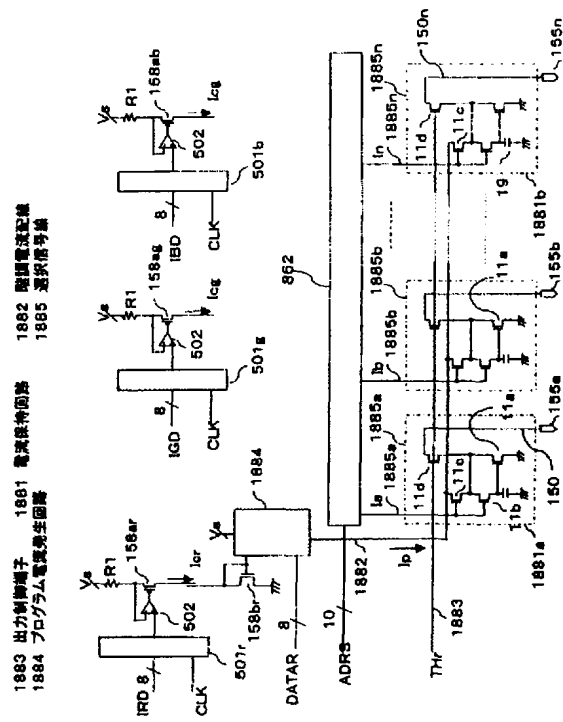 1883 出力制御端子 1881 電流保持回路 1882 階調電流配線
1884 プログラム電流発生回路 1885 選択信号線
Vs
R1
158ar
502
Icr
IRD
8
CLK
501r
158br
Vs
1884
DATAR
8
1882
Ip
ADRS
10
THr
1883
Vs
R1
158ag
502
Icg
IGD
8
CLK
501g
Vs
R1
158ab
502
Icg
IBD
8
CLK
501b
862
Ia
1885a
1885a
11d
11c
11b
11a
150
155a
1881a
Ib
1885b
1885b
11a
155b
In
1885n
1885n
11d
11c
19
150n
155n
1881b